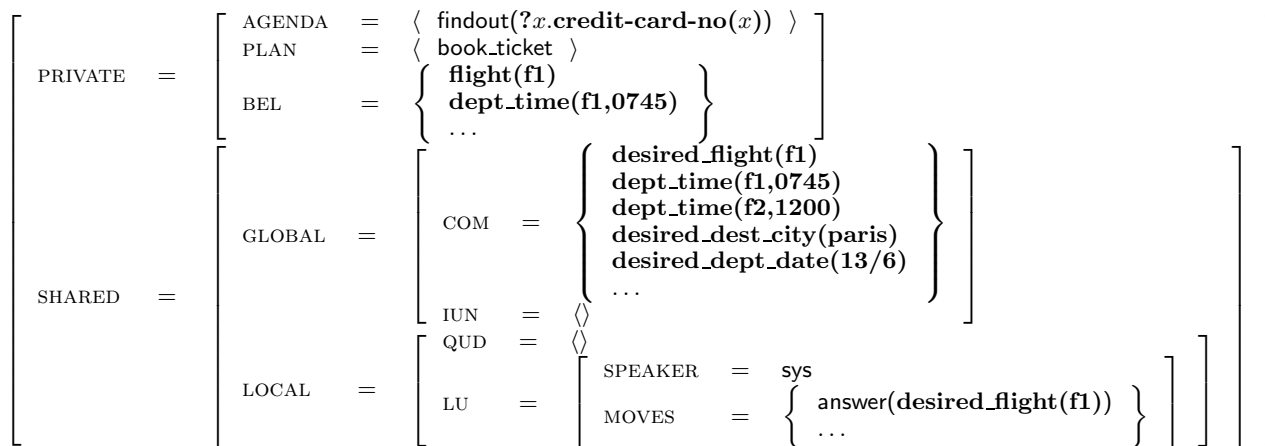 AGENDA = ⟨ findout(?x.credit-card-no(x)) ⟩
PLAN = ⟨ book_ticket ⟩
PRIVATE =
flight(f1)
BEL = { dept_time(f1,0745) }
...
desired_flight(f1)
dept_time(f1,0745)
dept_time(f2,1200)
GLOBAL = COM = { desired_dest_city(paris) }
desired_dept_date(13/6)
...
SHARED =
IUN = ⟨⟩
QUD = ⟨⟩
SPEAKER = sys
LOCAL = LU = MOVES = { answer(desired_flight(f1)) }
...